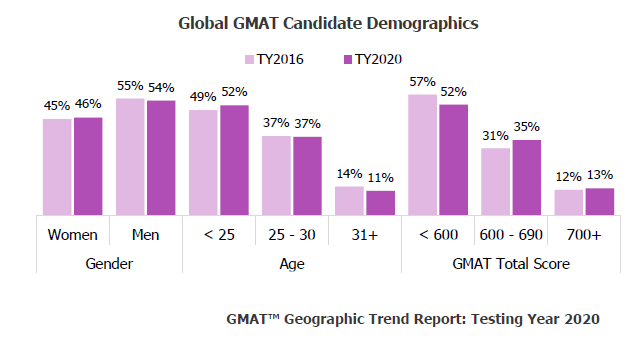 Global GMAT Candidate Demographics
TY2016 TY2020
45% 46% 55% 54% 49% 52% 37% 37% 14% 11% 57% 52% 31% 35% 12% 13%
Women Men < 25 25 - 30 31+ < 600 600 - 690 700+
Gender Age GMAT Total Score
GMAT™ Geographic Trend Report: Testing Year 2020